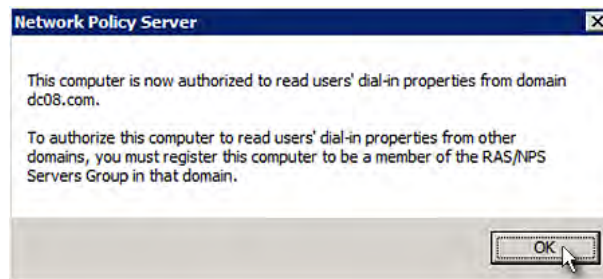 Network Policy Server
This computer is now authorized to read users' dial-in properties from domain
dc08.com.
To authorize this computer to read users' dial-in properties from other
domains, you must register this computer to be a member of the RAS/NPS
Servers Group in that domain.
OK